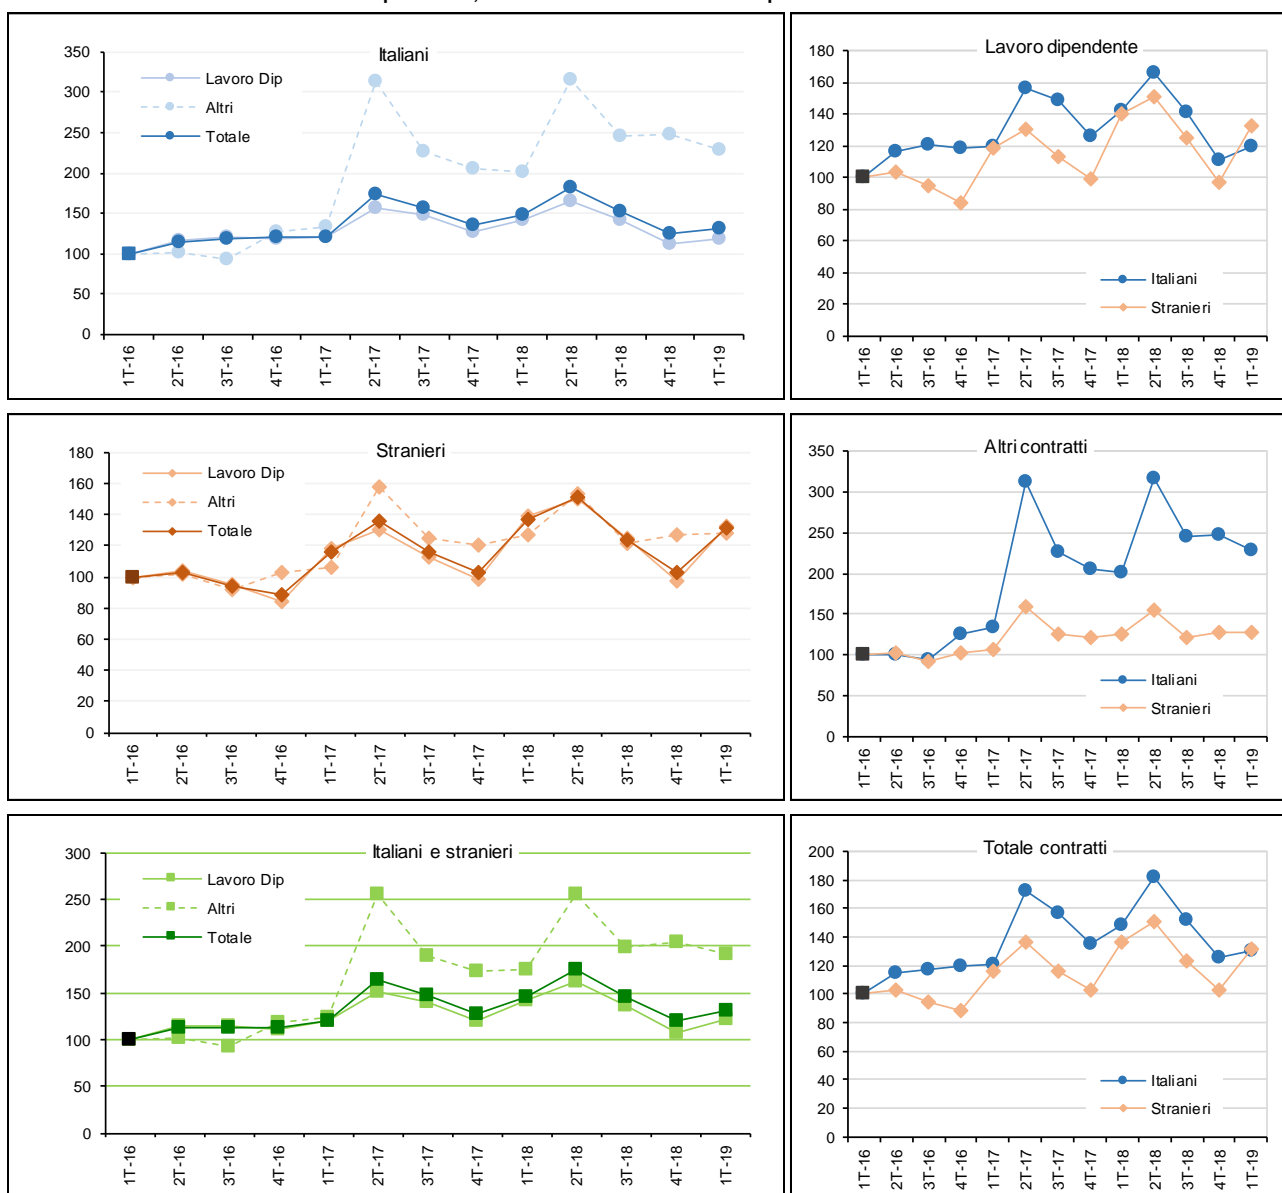 Italiani
350
300
250
200
150
100
50
0
Lavoro Dip
Altri
Totale
1T-16
2T-16
3T-16
4T-16
1T-17
2T-17
3T-17
4T-17
1T-18
2T-18
3T-18
4T-18
1T-19
Lavoro dipendente
180
160
140
120
100
80
60
40
20
0
Italiani
Stranieri
1T-16
2T-16
3T-16
4T-16
1T-17
2T-17
3T-17
4T-17
1T-18
2T-18
3T-18
4T-18
1T-19
Stranieri
180
160
140
120
100
80
60
40
20
0
Lavoro Dip
Altri
Totale
1T-16
2T-16
3T-16
4T-16
1T-17
2T-17
3T-17
4T-17
1T-18
2T-18
3T-18
4T-18
1T-19
Altri contratti
350
300
250
200
150
100
50
0
Italiani
Stranieri
1T-16
2T-16
3T-16
4T-16
1T-17
2T-17
3T-17
4T-17
1T-18
2T-18
3T-18
4T-18
1T-19
Italiani e stranieri
300
250
200
150
100
50
0
Lavoro Dip
Altri
Totale
1T-16
2T-16
3T-16
4T-16
1T-17
2T-17
3T-17
4T-17
1T-18
2T-18
3T-18
4T-18
1T-19
Totale contratti
200
180
160
140
120
100
80
60
40
20
0
Italiani
Stranieri
1T-16
2T-16
3T-16
4T-16
1T-17
2T-17
3T-17
4T-17
1T-18
2T-18
3T-18
4T-18
1T-19